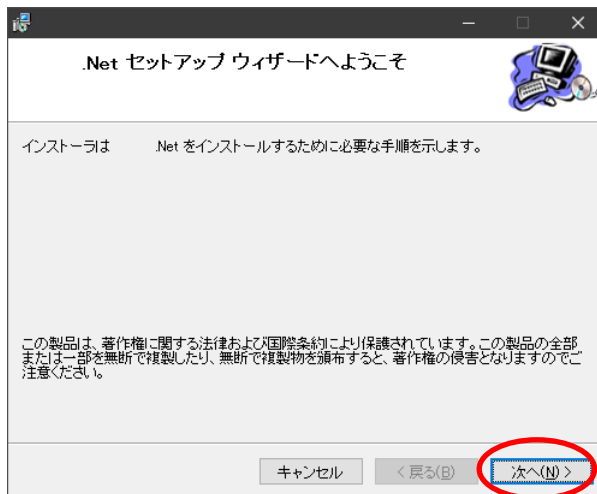 .Net セットアップ ウィザードへようこそ
インストーラは .Net をインストールするために必要な手順を示します。
この製品は、著作権に関する法律および国際条約により保護されています。この製品の全部
または一部を無断で複製したり、無断で複製物を頒布すると、著作権の侵害となりますのでご
注意ください。
キャンセル < 戻る(B) 次へ(N) >